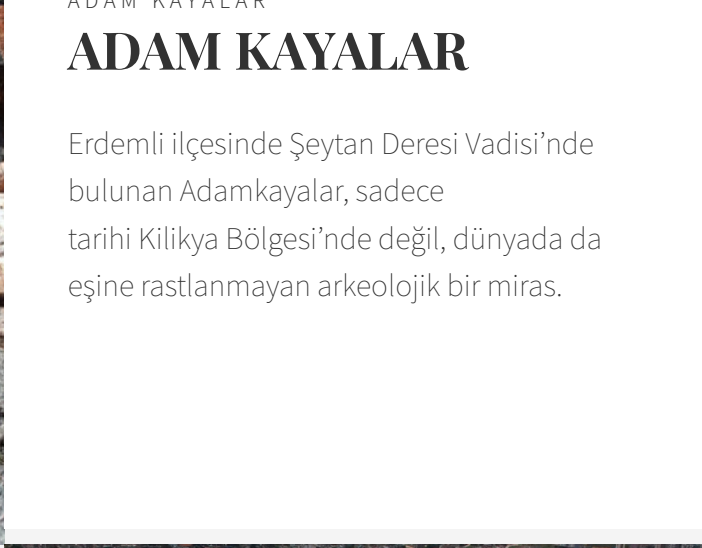 ADAM KAYALAR
ADAM KAYALAR
Erdemli ilçesinde Şeytan Deresi Vadisi’nde
bulunan Adamkayalar, sadece
tarihi Kilikya Bölgesi’nde değil, dünyada da
eşine rastlanmayan arkeolojik bir miras.